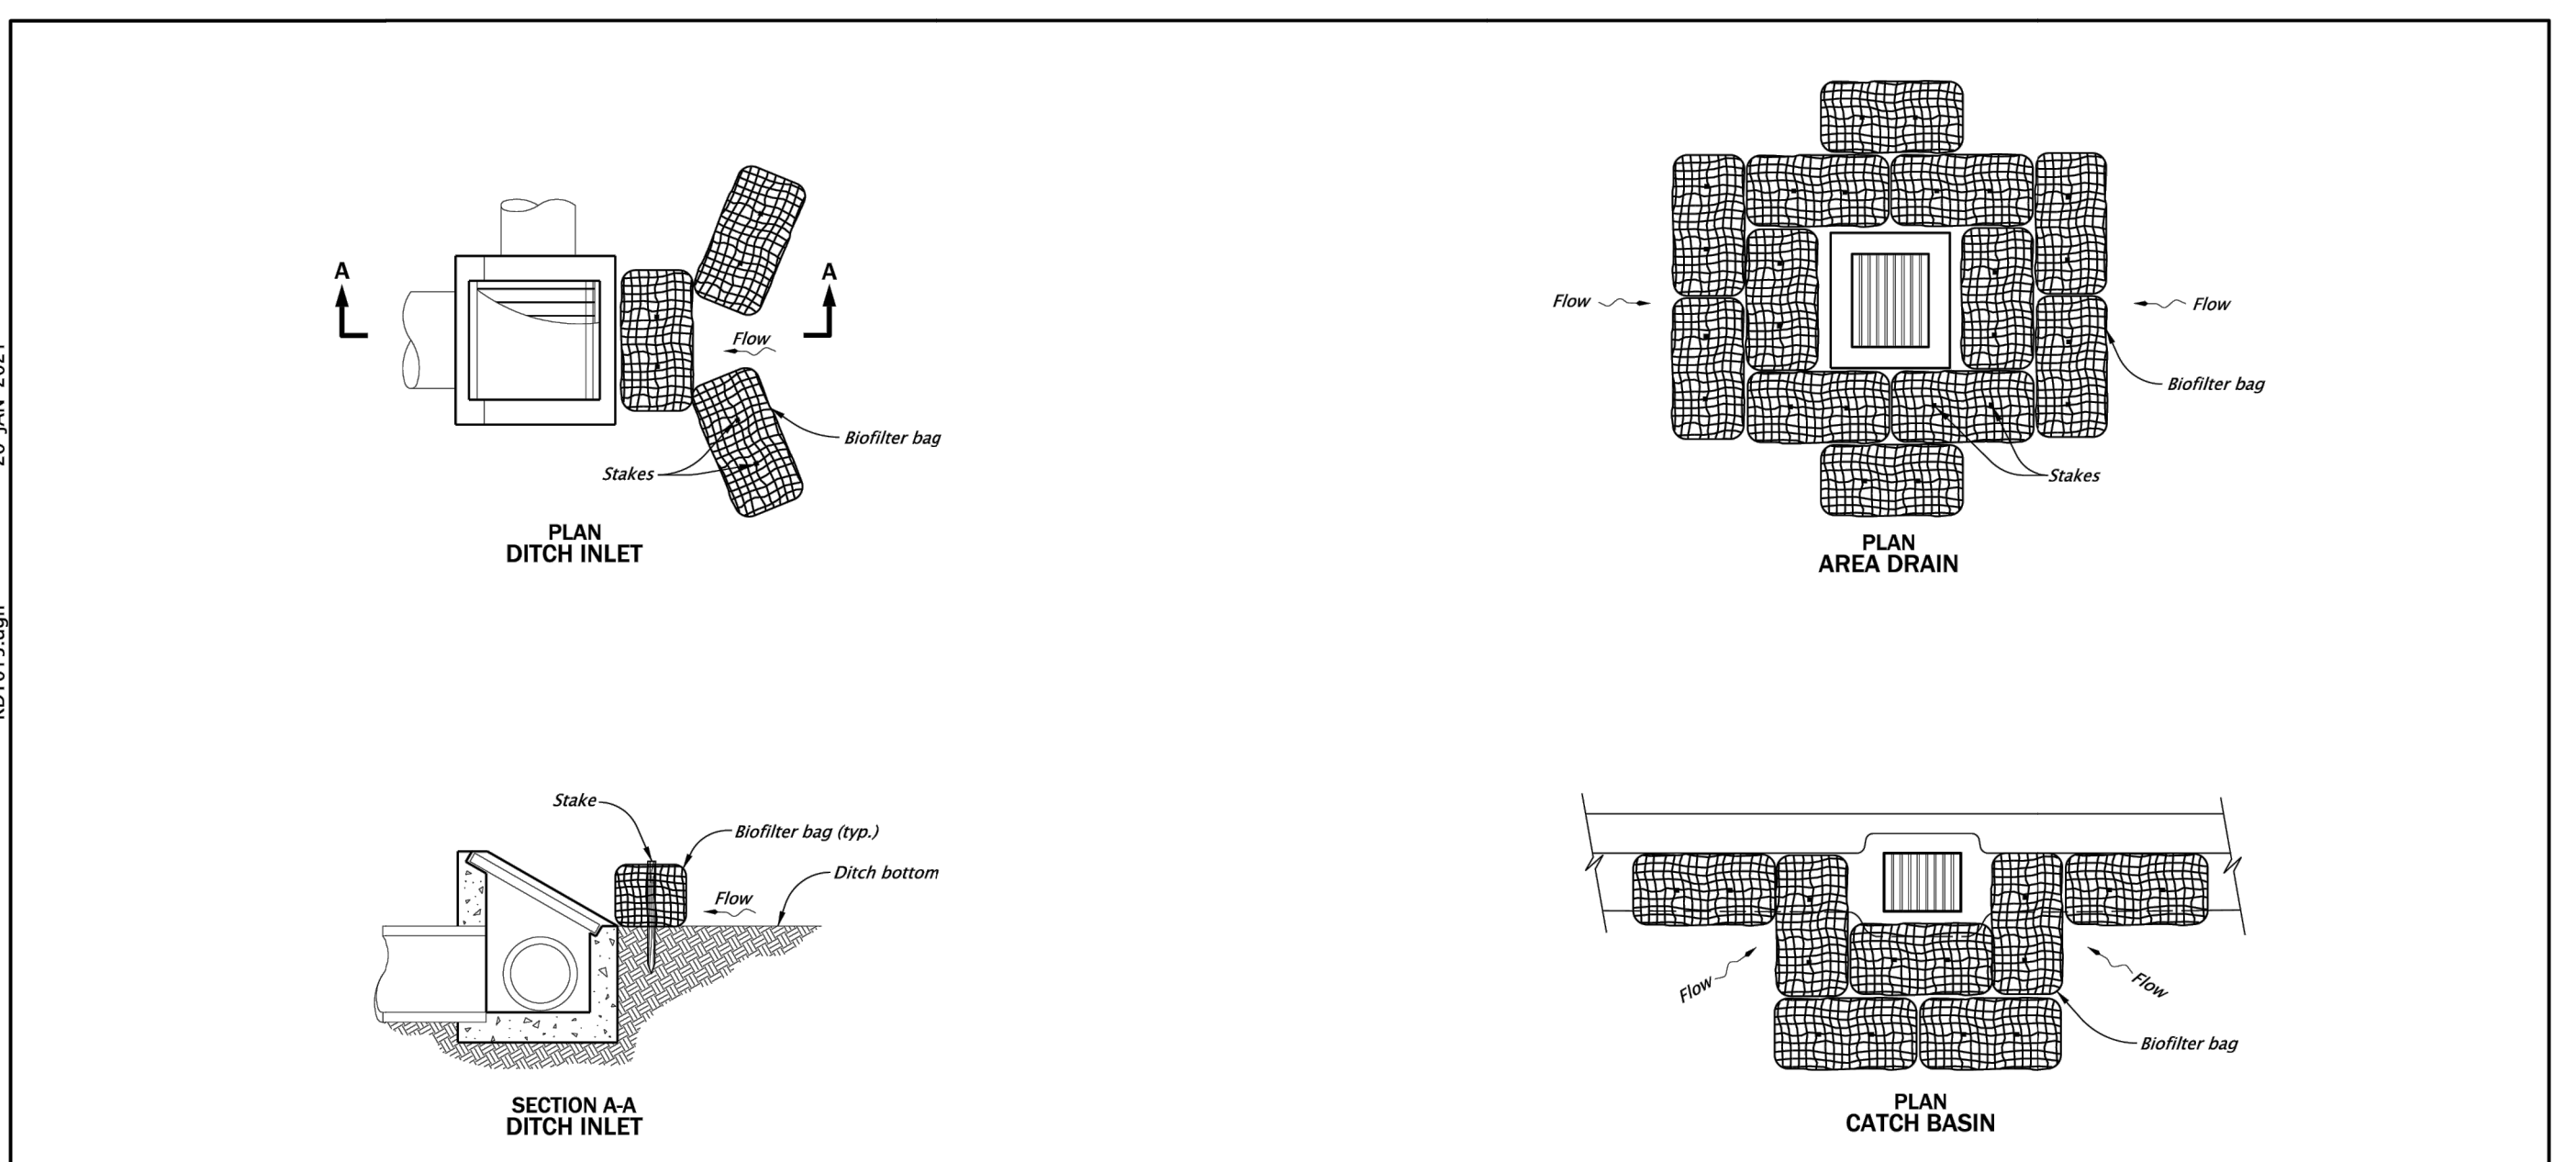 A
A
Flow
Biofilter bag
Stakes
PLAN
DITCH INLET
Flow
Flow
Biofilter bag
Stakes
PLAN
AREA DRAIN
Stake
Biofilter bag (typ.)
Ditch bottom
Flow
SECTION A-A
DITCH INLET
Flow
Flow
Biofilter bag
PLAN
CATCH BASIN